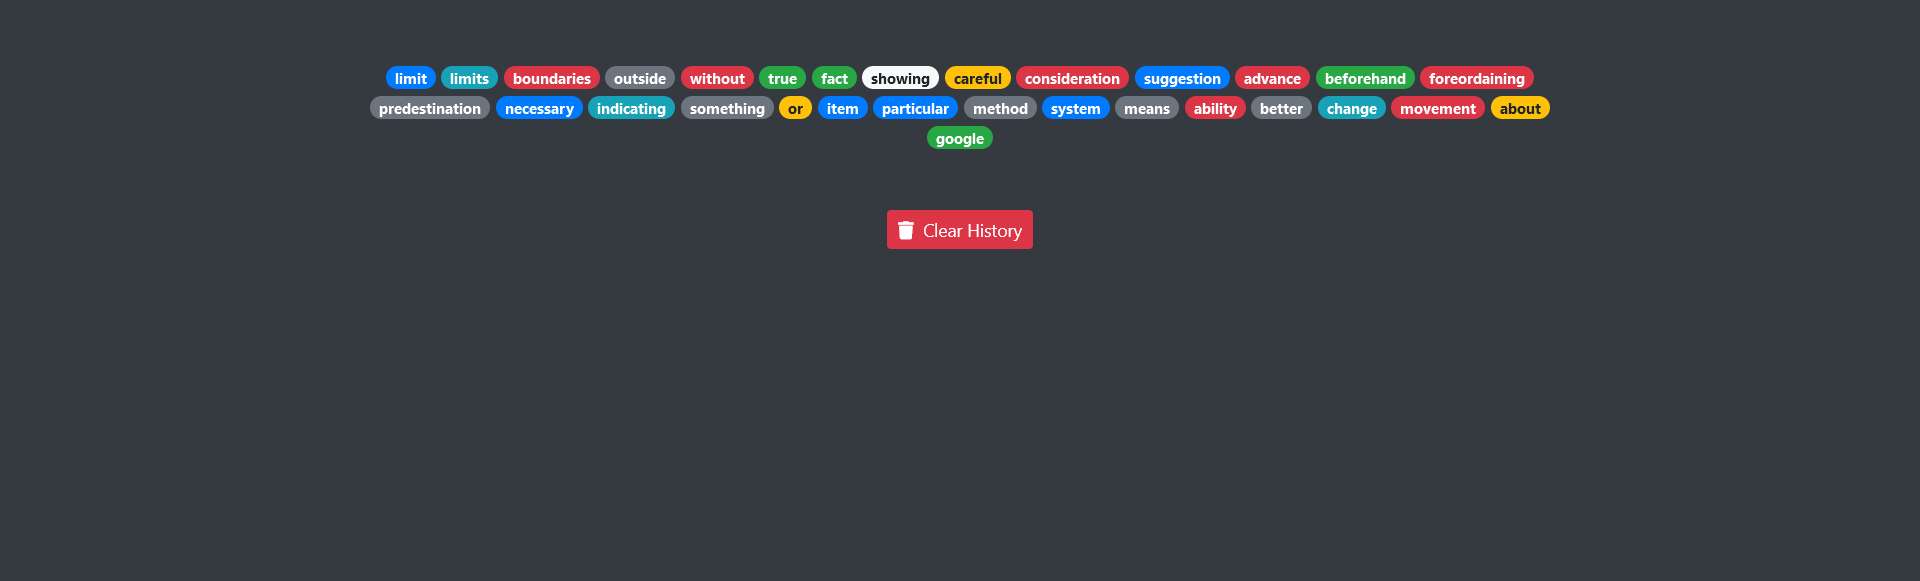 limit limits boundaries outside without true fact showing careful consideration suggestion advance beforehand foreordaining
predestination necessary indicating something or item particular method system means ability better change movement about
google
Clear History